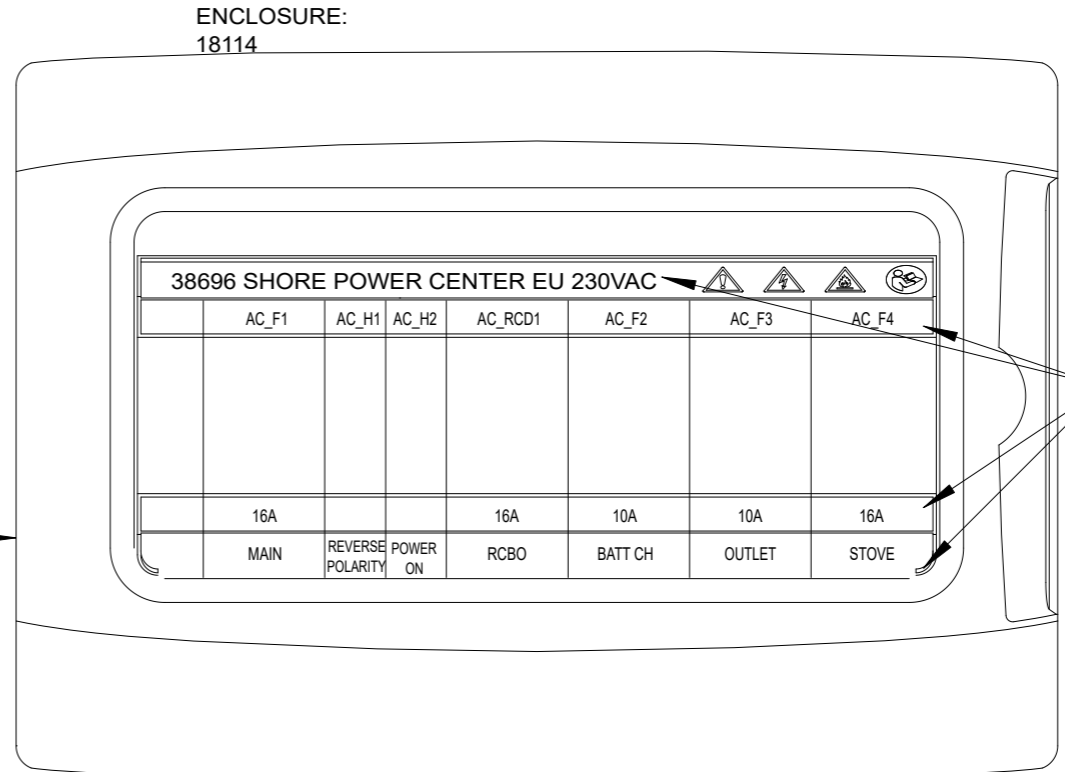 ENCLOSURE:
18114
38696 SHORE POWER CENTER EU 230VAC
AC_F1 AC_H1 AC_H2 AC_RCD1 AC_F2 AC_F3 AC_F4
16A 16A 10A 10A 16A
MAIN REVERSE POLARITY POWER ON RCBO BATT CH OUTLET STOVE